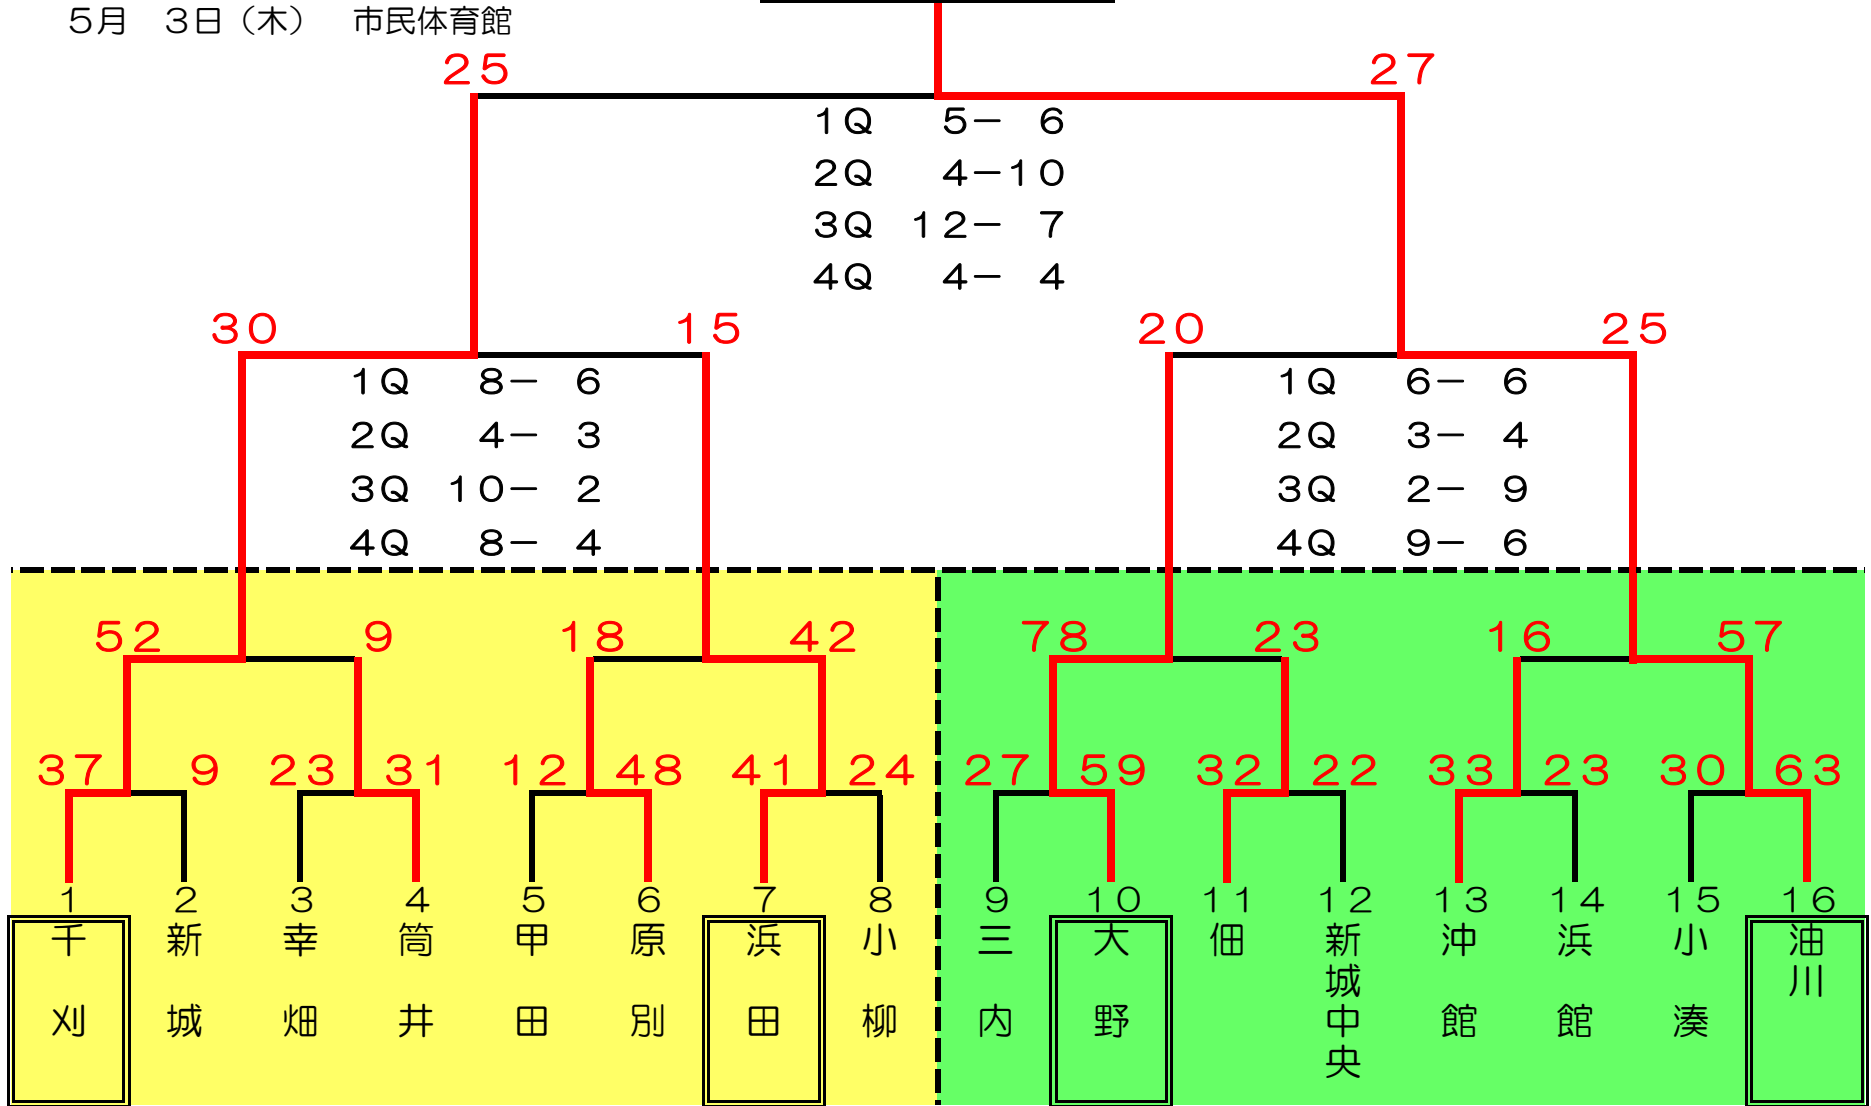 5月　3日（木）　市民体育館
25　27
1Q　5－　6
2Q　4－10
3Q　12－　7
4Q　4－　4
30　15　20　25
1Q　8－　6　1Q　6－　6
2Q　4－　3　2Q　3－　4
3Q　10－　2　3Q　2－　9
4Q　8－　4　4Q　9－　6
52　9　18　42　78　23　16　57
37　9　23　31　12　48　41　24　27　59　32　22　33　23　30　63
1　2　3　4　5　6　7　8　9　10　11　12　13　14　15　16
千刈
新城
幸畑
筒井
甲田
原別
浜田
小柳
三内
大野
佃
新城中央
沖館
浜館
小湊
油川